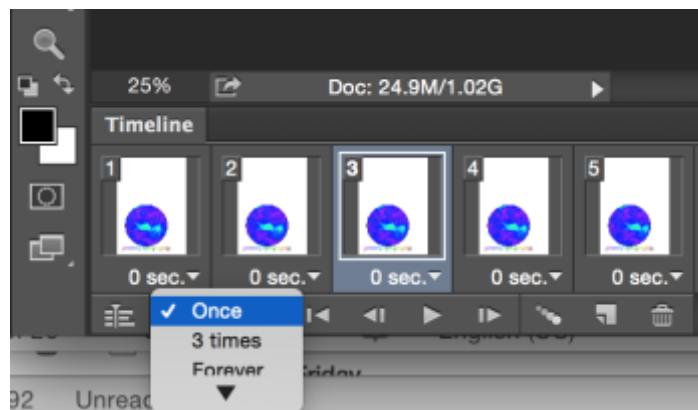 25%
Doc: 24.9M/1.02G
Timeline
1 2 3 4 5
0 sec. 0 sec. 0 sec. 0 sec. 0 sec.
✓ Once
3 times
Forever
English (US)
Friday
92 Unread